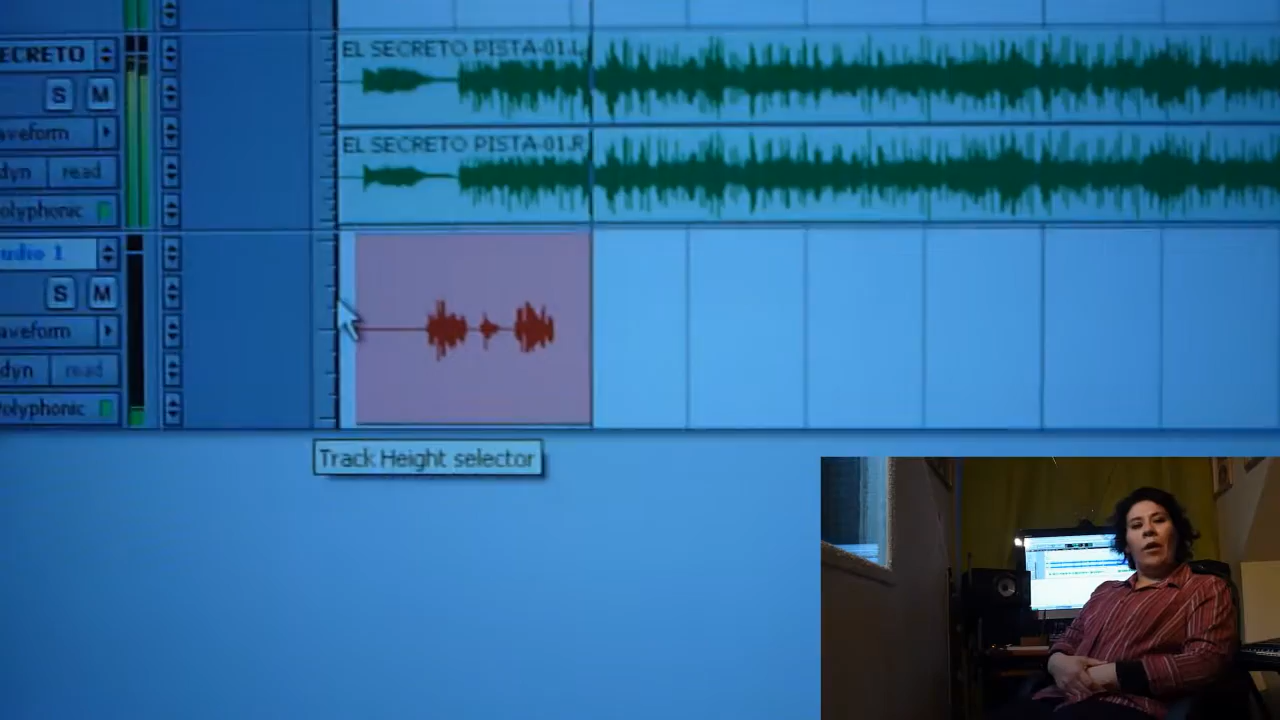 ECRETO
EL SECRETO PISTA-01.L
S M
aveform
dyn read
olyphonic
EL SECRETO PISTA-01.R
udio 1
S M
aveform
dyn read
olyphonic
Track Height selector